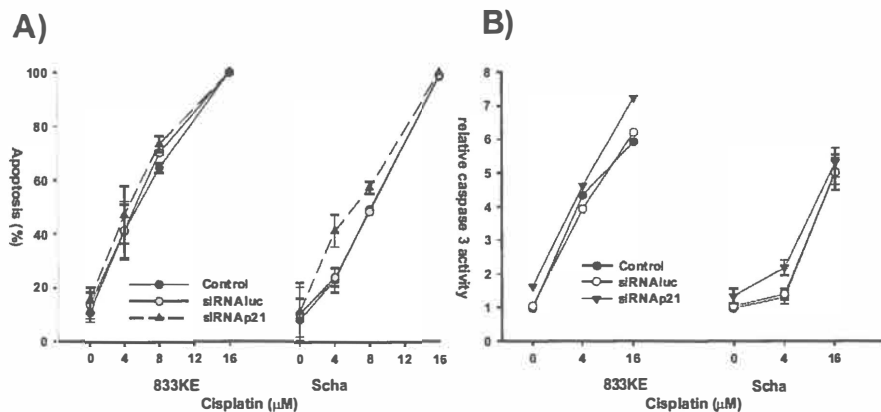 A)
100
80
60
40
20
0
Apoptosis (%)
Control
siRNAluc
siRNAp21
0 4 8 12 16 0 4 8 12 16
833KE Scha
Cisplatin (µM)
B)
8
7
6
5
4
3
2
1
0
relative caspase 3 activity
Control
siRNAluc
siRNAp21
0 4 16 0 4 16
833KE Scha
Cisplatin (µM)